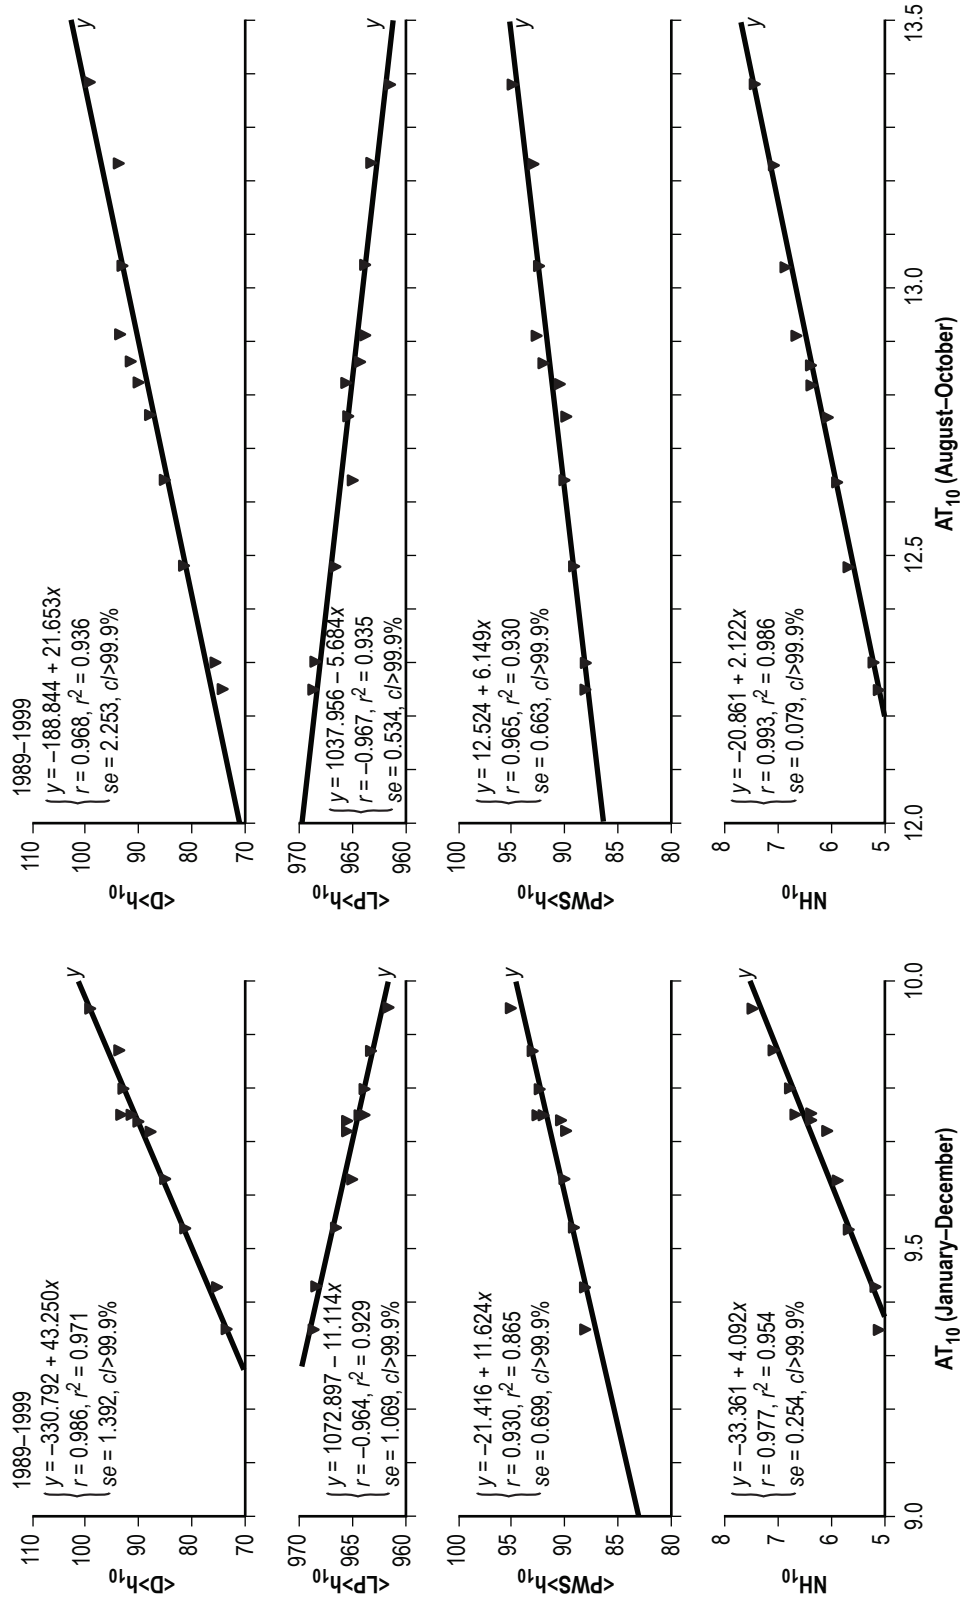 1989–1999
y = –330.792 + 43.250x
r = 0.986, r² = 0.971
se = 1.392, cl>99.9%
110
100
90
80
70
<D>h₁₀
y
y = 1072.897 – 11.114x
r = –0.964, r² = 0.929
se = 1.069, cl>99.9%
970
965
960
<LP>h₁₀
y
y = –21.416 + 11.624x
r = 0.930, r² = 0.865
se = 0.699, cl>99.9%
100
95
90
85
80
<PWS>h₁₀
y
y = –33.361 + 4.092x
r = 0.977, r² = 0.954
se = 0.254, cl>99.9%
8
7
6
5
NH₁₀
y
9.0 9.5 10.0
AT₁₀ (January–December)
1989–1999
y = –188.844 + 21.653x
r = 0.968, r² = 0.936
se = 2.253, cl>99.9%
110
100
90
80
70
<D>h₁₀
y
y = 1037.956 – 5.684x
r = –0.967, r² = 0.935
se = 0.534, cl>99.9%
970
965
960
<LP>h₁₀
y
y = 12.524 + 6.149x
r = 0.965, r² = 0.930
se = 0.663, cl>99.9%
100
95
90
85
80
<PWS>h₁₀
y
y = –20.861 + 2.122x
r = 0.993, r² = 0.986
se = 0.079, cl>99.9%
8
7
6
5
NH₁₀
y
12.0 12.5 13.0 13.5
AT₁₀ (August–October)